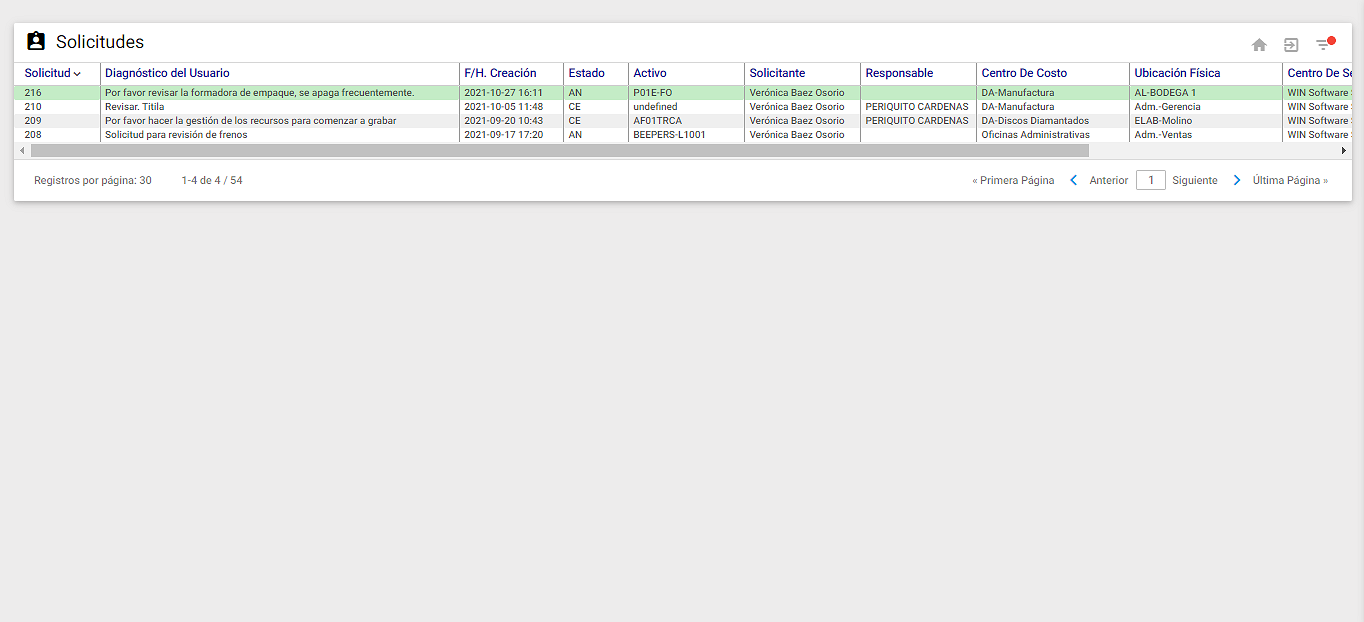 Solicitudes
Solicitud Diagnóstico del Usuario F/H. Creación Estado Activo Solicitante Responsable Centro De Costo Ubicación Física Centro De Se
216 Por favor revisar la formadora de empaque, se apaga frecuentemente. 2021-10-27 16:11 AN P01E-FO Verónica Baez Osorio DA-Manufactura AL-BODEGA 1 WIN Software
210 Revisar. Titila 2021-10-05 11:48 CE undefined Verónica Baez Osorio PERIQUITO CARDENAS DA-Manufactura Adm.-Gerencia WIN Software
209 Por favor hacer la gestión de los recursos para comenzar a grabar 2021-09-20 10:43 CE AF01TRCA Verónica Baez Osorio PERIQUITO CARDENAS DA-Discos Diamantados ELAB-Molino WIN Software
208 Solicitud para revisión de frenos 2021-09-17 17:20 AN BEEPERS-L1001 Verónica Baez Osorio Oficinas Administrativas Adm.-Ventas WIN Software
Registros por página: 30 1-4 de 4 / 54 « Primera Página Anterior 1 Siguiente Última Página »